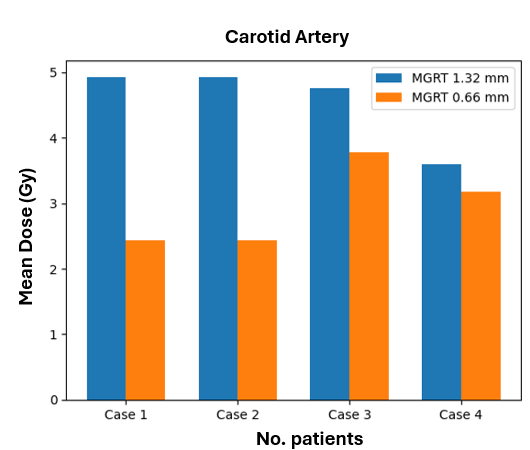 Carotid Artery
MGRT 1.32 mm
MGRT 0.66 mm
Mean Dose (Gy)
5
4
3
2
1
0
Case 1 Case 2 Case 3 Case 4
No. patients